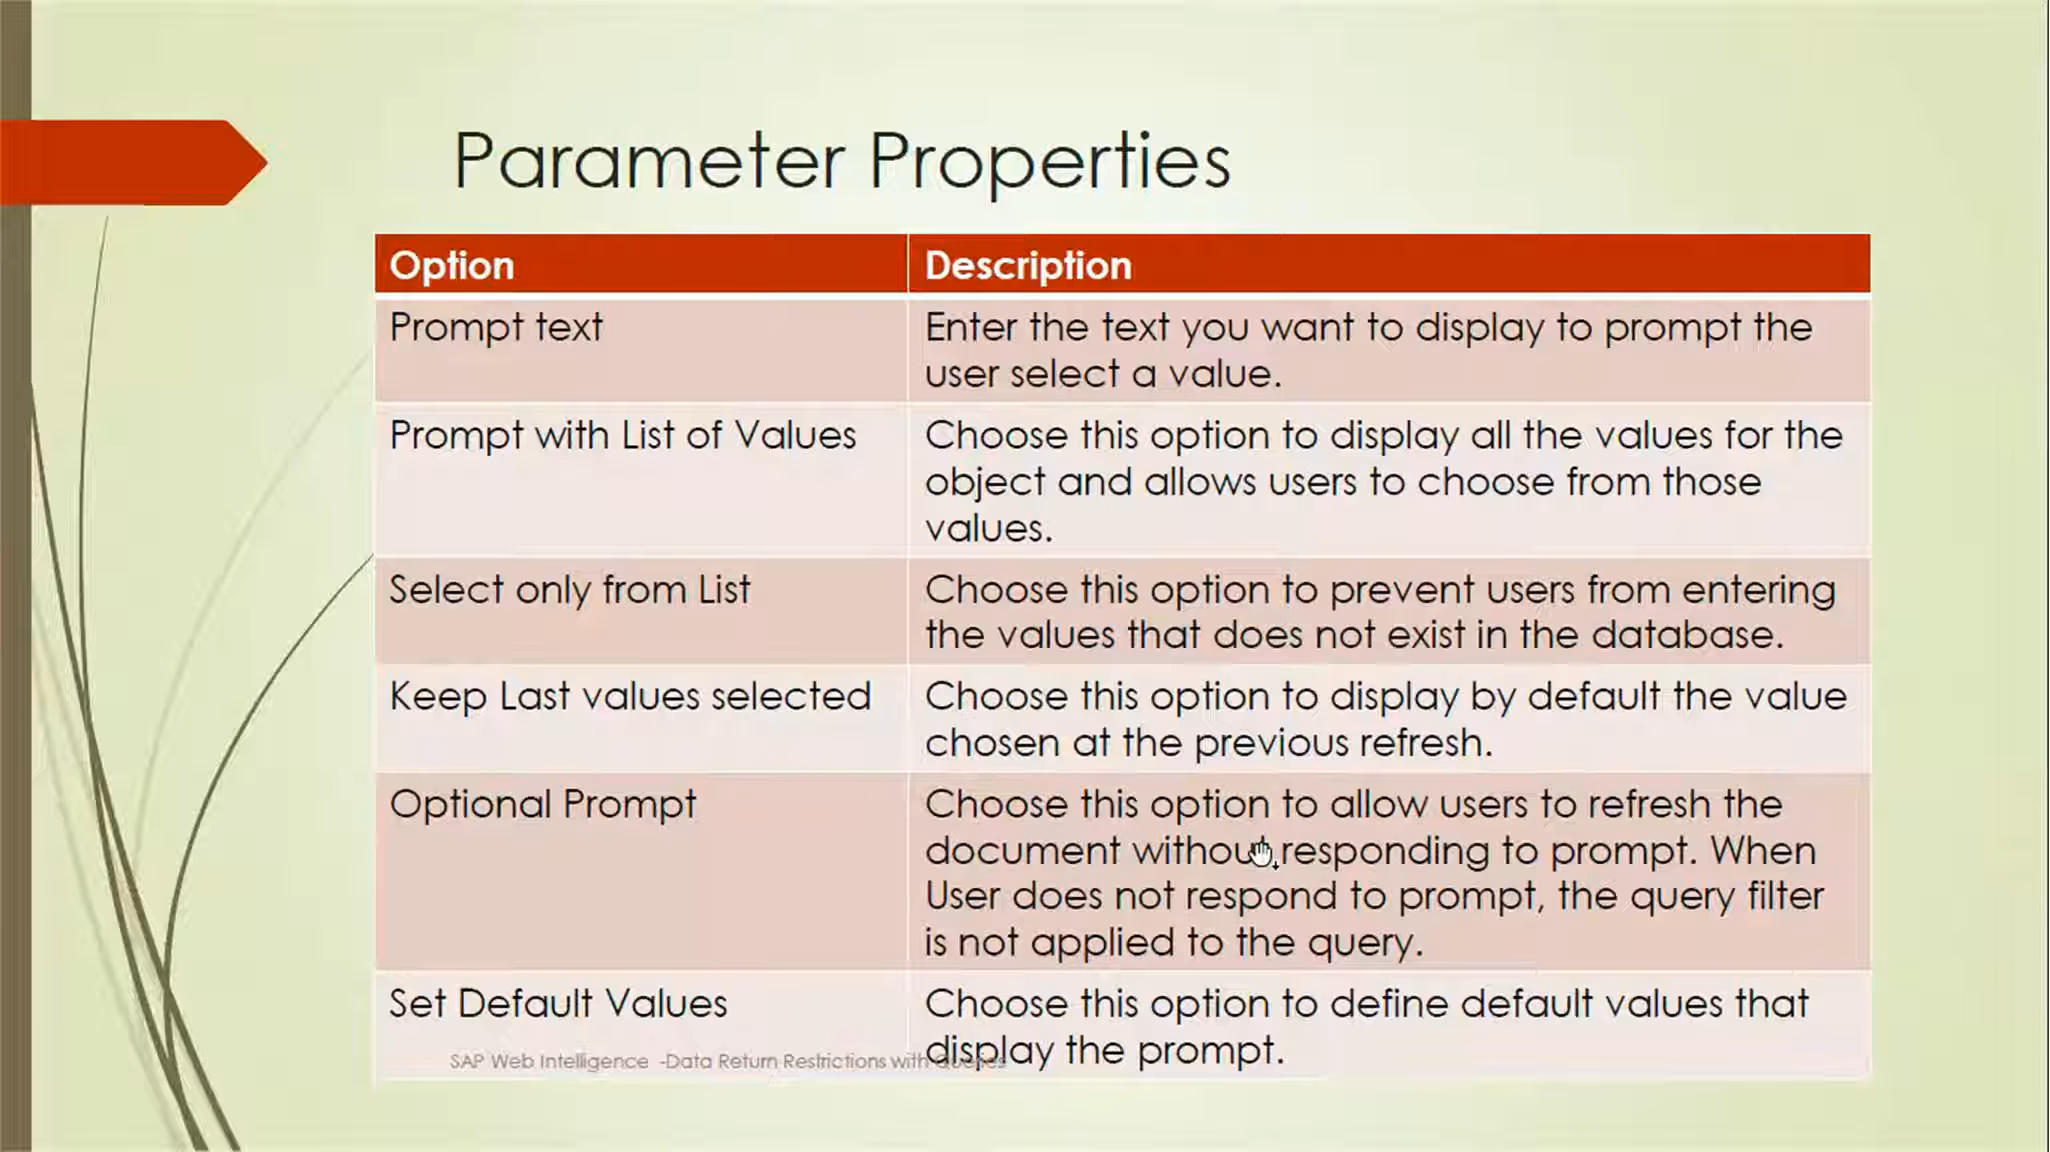 Parameter Properties
Option
Description
Prompt text
Enter the text you want to display to prompt the
user select a value.
Prompt with List of Values
Choose this option to display all the values for the
object and allows users to choose from those
values.
Select only from List
Choose this option to prevent users from entering
the values that does not exist in the database.
Keep Last values selected
Choose this option to display by default the value
chosen at the previous refresh.
Optional Prompt
Choose this option to allow users to refresh the
document without responding to prompt. When
User does not respond to prompt, the query filter
is not applied to the query.
Set Default Values
Choose this option to define default values that
display the prompt.
SAP Web Intelligence -Data Return Restrictions with Queries